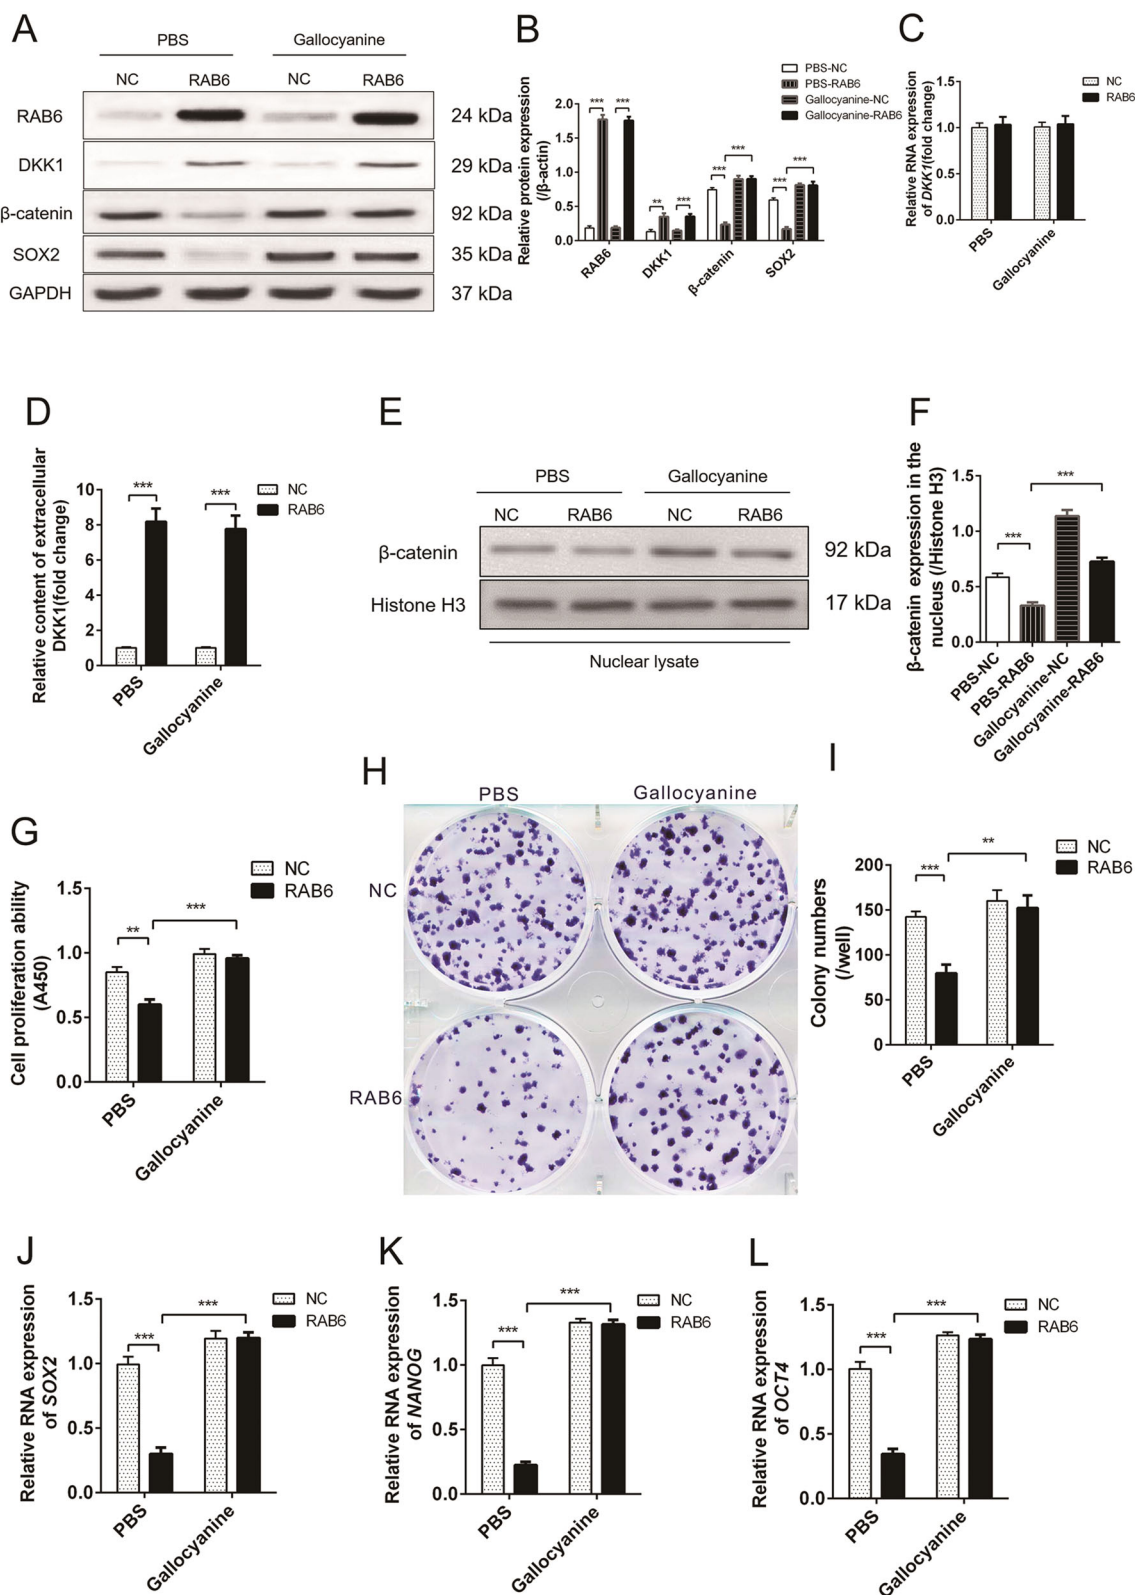 A
PBS
Gallocyanine
NC
RAB6
NC
RAB6
RAB6
24 kDa
DKK1
29 kDa
β-catenin
92 kDa
SOX2
35 kDa
GAPDH
37 kDa
B
PBS-NC
PBS-RAB6
Gallocyanine-NC
Gallocyanine-RAB6
Relative protein expression
(/β-actin)
2.0
1.5
1.0
0.5
0.0
***
***
**
***
***
***
***
***
RAB6
DKK1
β-catenin
SOX2
C
NC
RAB6
Relative RNA expression
of DKK1(fold change)
1.5
1.0
0.5
0.0
PBS
Gallocyanine
D
NC
RAB6
Relative content of extracellular
DKK1(fold change)
10
8
6
4
2
0
***
***
PBS
Gallocyanine
E
PBS
Gallocyanine
NC
RAB6
NC
RAB6
β-catenin
92 kDa
Histone H3
17 kDa
Nuclear lysate
F
β-catenin expression in the
nucleus (/Histone H3)
1.5
1.0
0.5
0.0
***
***
PBS-NC
PBS-RAB6
Gallocyanine-NC
Gallocyanine-RAB6
G
NC
RAB6
Cell proliferation ability
(A450)
1.5
1.0
0.5
0.0
**
***
PBS
Gallocyanine
H
PBS
Gallocyanine
NC
RAB6
I
NC
RAB6
Colony numbers
(/well)
200
150
100
50
0
***
**
PBS
Gallocyanine
J
NC
RAB6
Relative RNA expression
of SOX2
1.5
1.0
0.5
0.0
***
***
PBS
Gallocyanine
K
NC
RAB6
Relative RNA expression
of NANOG
1.5
1.0
0.5
0.0
***
***
PBS
Gallocyanine
L
NC
RAB6
Relative RNA expression
of OCT4
1.5
1.0
0.5
0.0
***
***
PBS
Gallocyanine